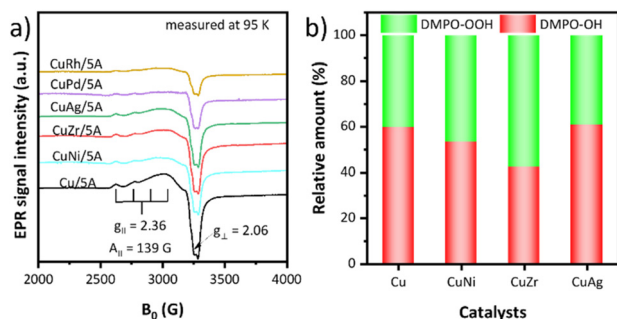 a)
measured at 95 K
CuRh/5A
CuPd/5A
CuAg/5A
CuZr/5A
CuNi/5A
Cu/5A
g|| = 2.36
A|| = 139 G
g⊥ = 2.06
EPR signal intensity (a.u.)
2000 2500 3000 3500 4000
B0 (G)
b)
DMPO-OOH DMPO-OH
100
80
60
40
20
0
Relative amount (%)
Cu CuNi CuZr CuAg
Catalysts